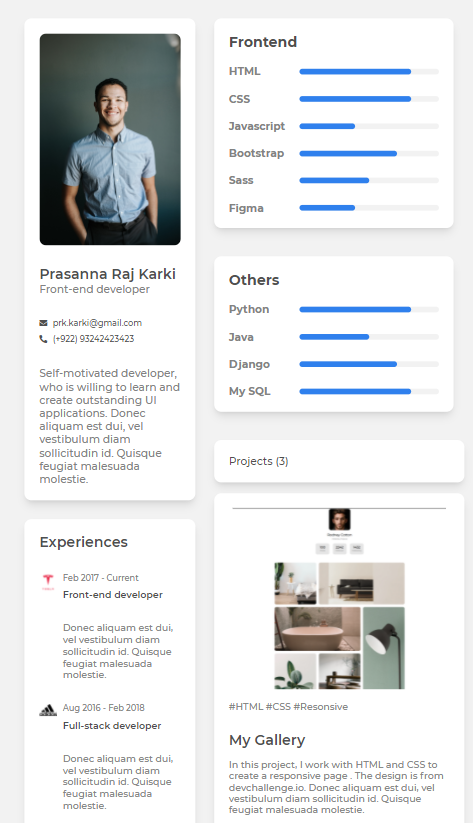 Prasanna Raj Karki
Front-end developer
prk.karki@gmail.com
(+922) 93242423423
Self-motivated developer,
who is willing to learn and
create outstanding UI
applications. Donec
aliquam est dui, vel
vestibulum diam
sollicitudin id. Quisque
feugiat malesuada
molestie.
Experiences
Feb 2017 - Current
Front-end developer
Donec aliquam est dui,
vel vestibulum diam
sollicitudin id. Quisque
feugiat malesuada
molestie.
Aug 2016 - Feb 2018
Full-stack developer
Donec aliquam est dui,
vel vestibulum diam
sollicitudin id. Quisque
feugiat malesuada
molestie.
Frontend
HTML
CSS
Javascript
Bootstrap
Sass
Figma
Others
Python
Java
Django
My SQL
Projects (3)
#HTML #CSS #Resonsive
My Gallery
In this project, I work with HTML and CSS to
create a responsive page . The design is from
devchallenge.io. Donec aliquam est dui, vel
vestibulum diam sollicitudin id. Quisque
feugiat malesuada molestie.